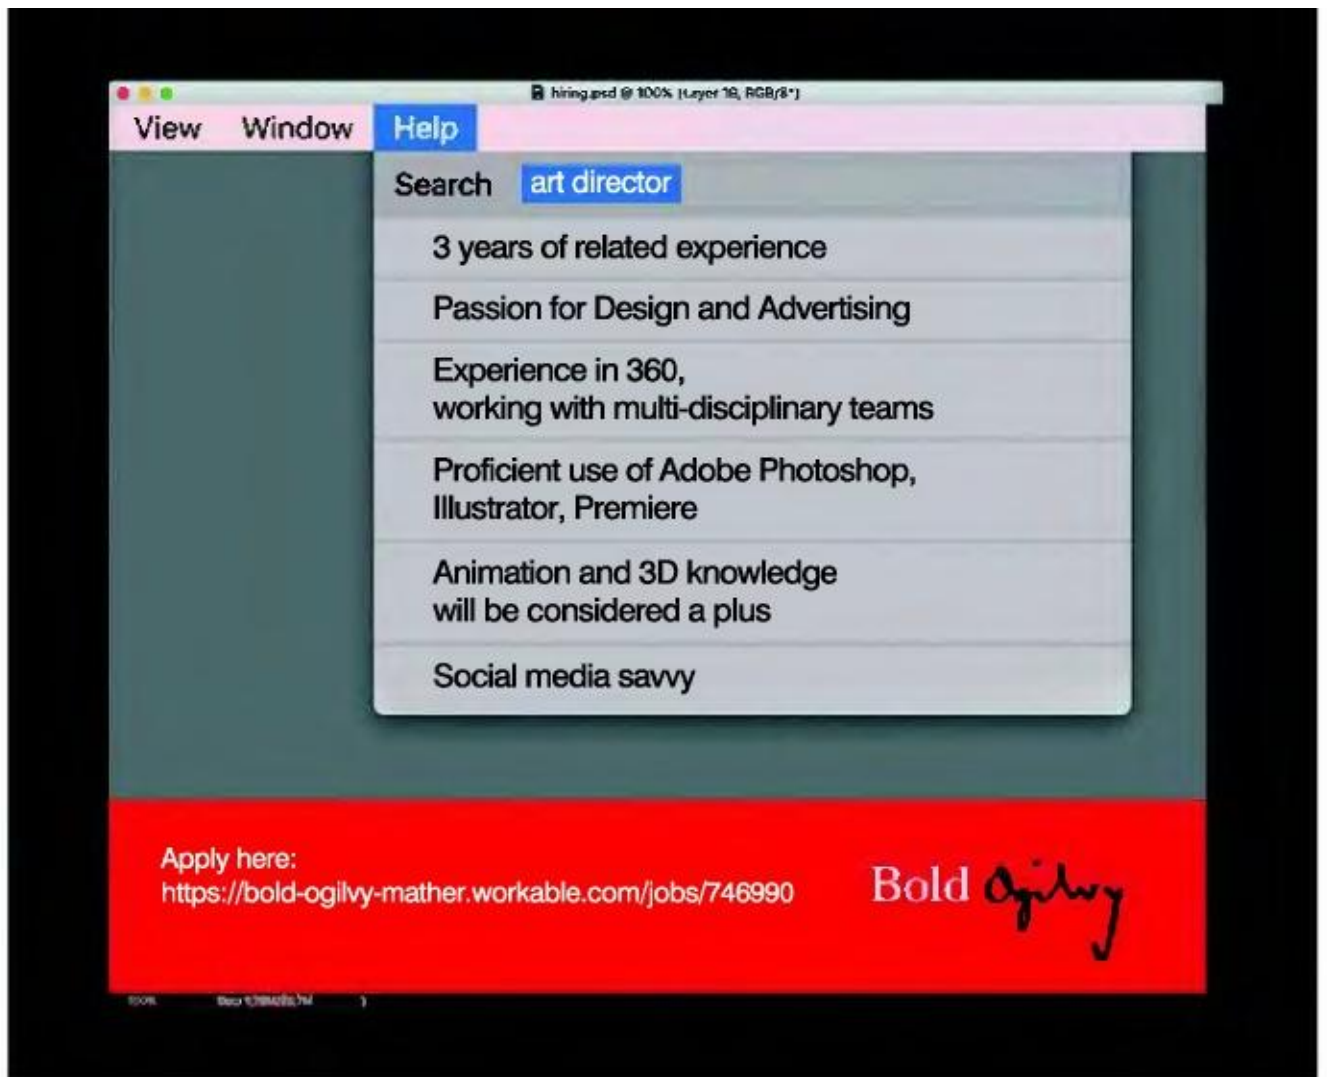 hiring.psd @ 100% (Layer 18, RGB/8*)
View Window Help
Search art director
3 years of related experience
Passion for Design and Advertising
Experience in 360,
working with multi-disciplinary teams
Proficient use of Adobe Photoshop,
Illustrator, Premiere
Animation and 3D knowledge
will be considered a plus
Social media savvy
Apply here:
https://bold-ogilvy-mather.workable.com/jobs/746990
Bold Ogilvy
100%